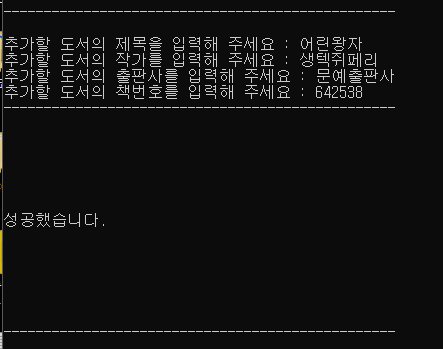 추가할 도서의 제목을 입력해 주세요 : 어린왕자
추가할 도서의 작가를 입력해 주세요 : 생텍쥐페리
추가할 도서의 출판사를 입력해 주세요 : 문예출판사
추가할 도서의 책번호를 입력해 주세요 : 642538
성공했습니다.